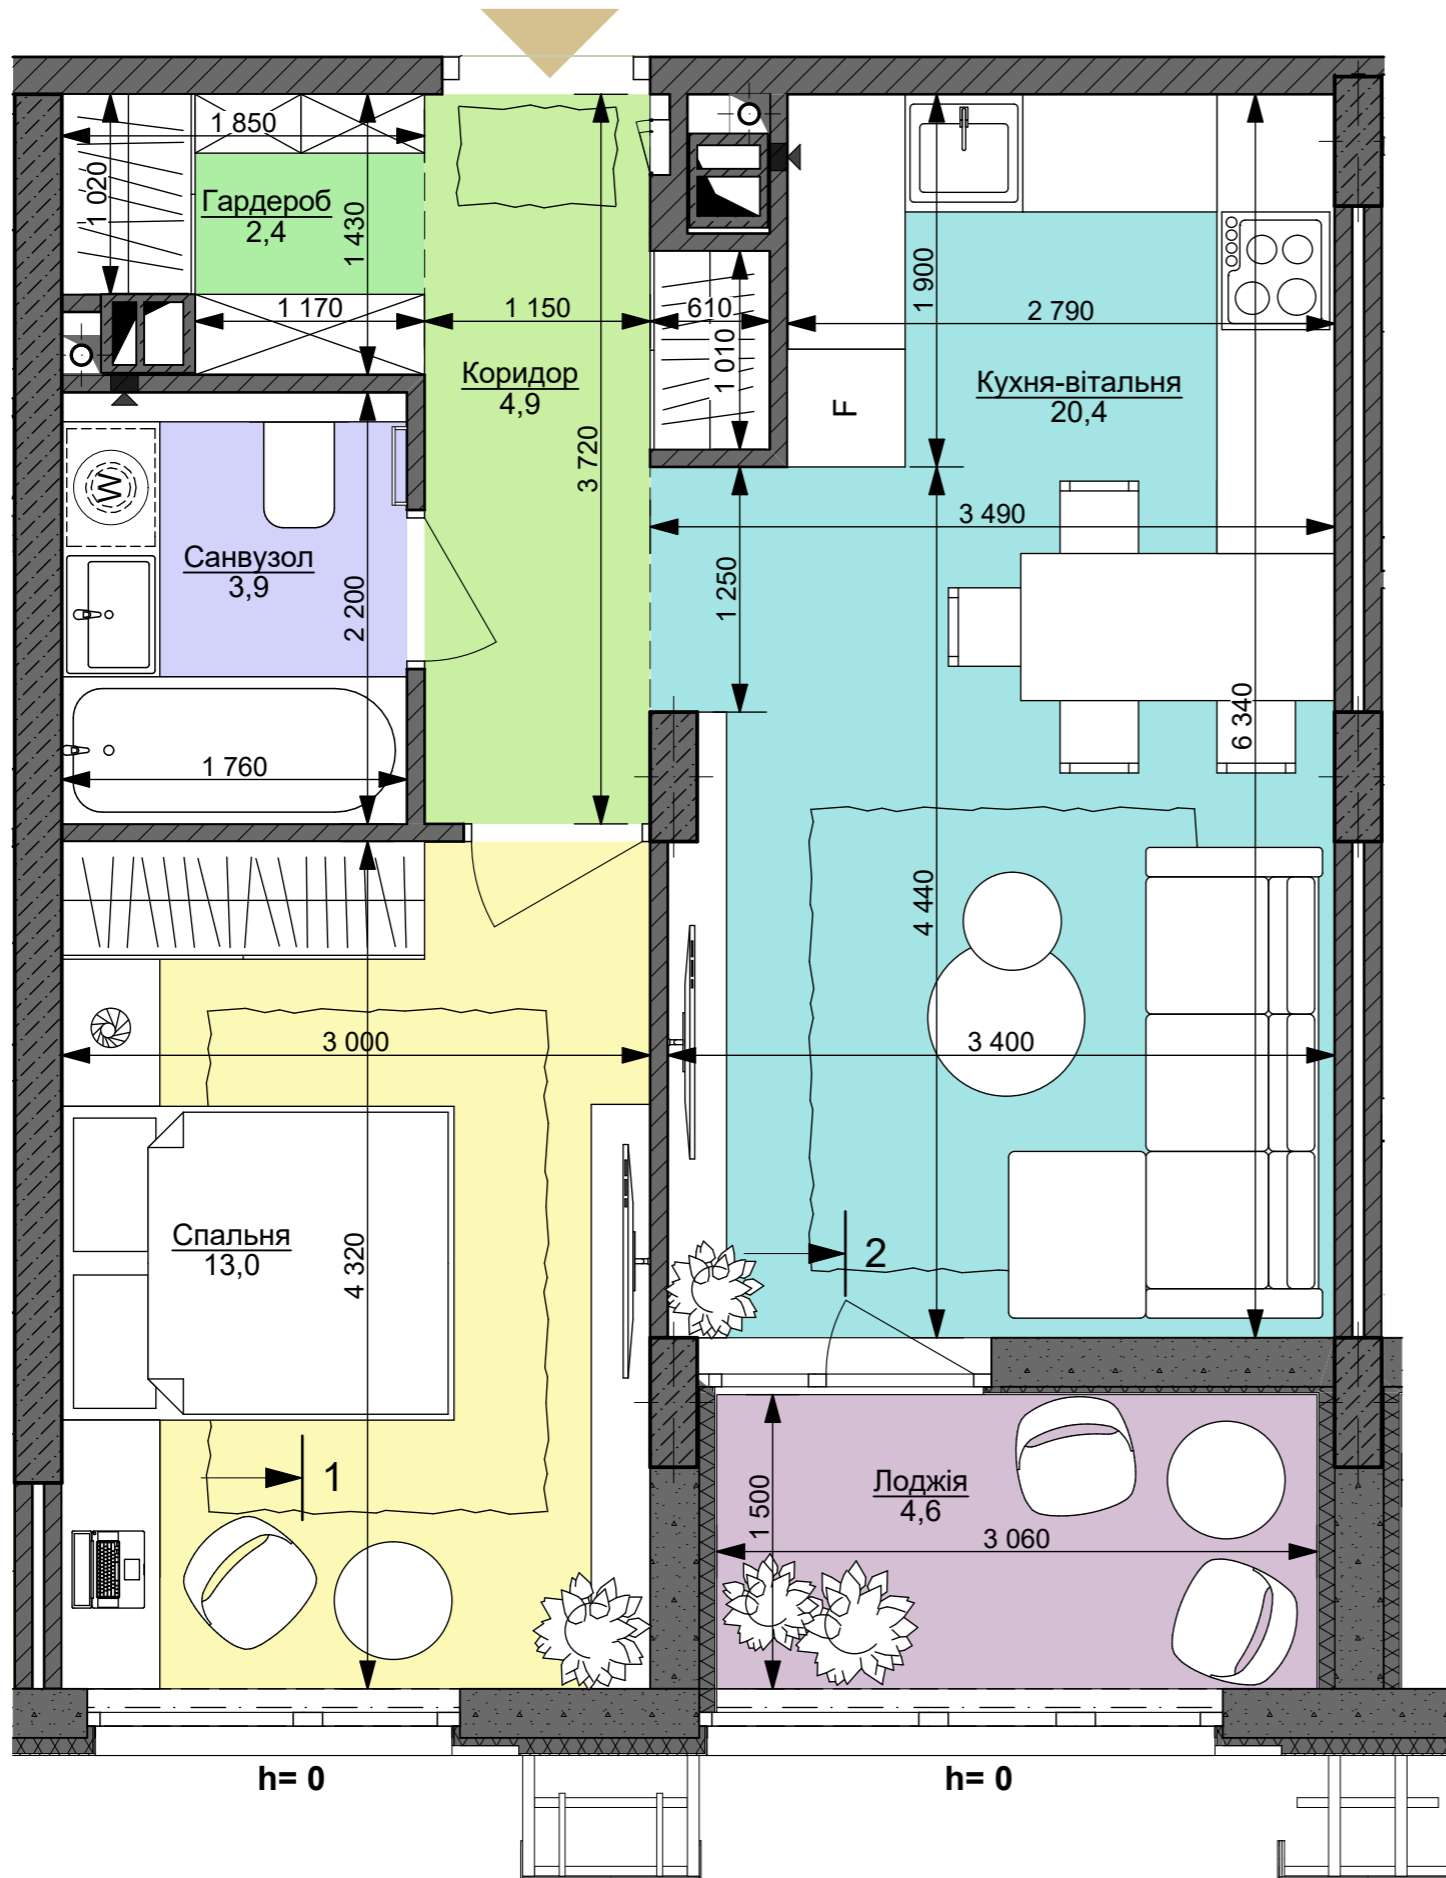 1 850
1 020
Гардероб
2,4
1 430
1 170
1 150
610
1 010
1 900
2 790
Коридор
4,9
F
Кухня-вітальня
20,4
3 720
W
3 490
Санвузол
3,9
2 200
1 250
6 340
1 760
4 440
3 000
3 400
Спальня
13,0
4 320
2
1
Лоджія
4,6
1 500
3 060
h= 0
h= 0